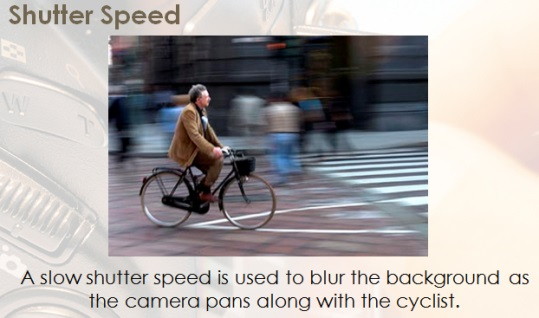 Shutter Speed
W T
A slow shutter speed is used to blur the background as
the camera pans along with the cyclist.